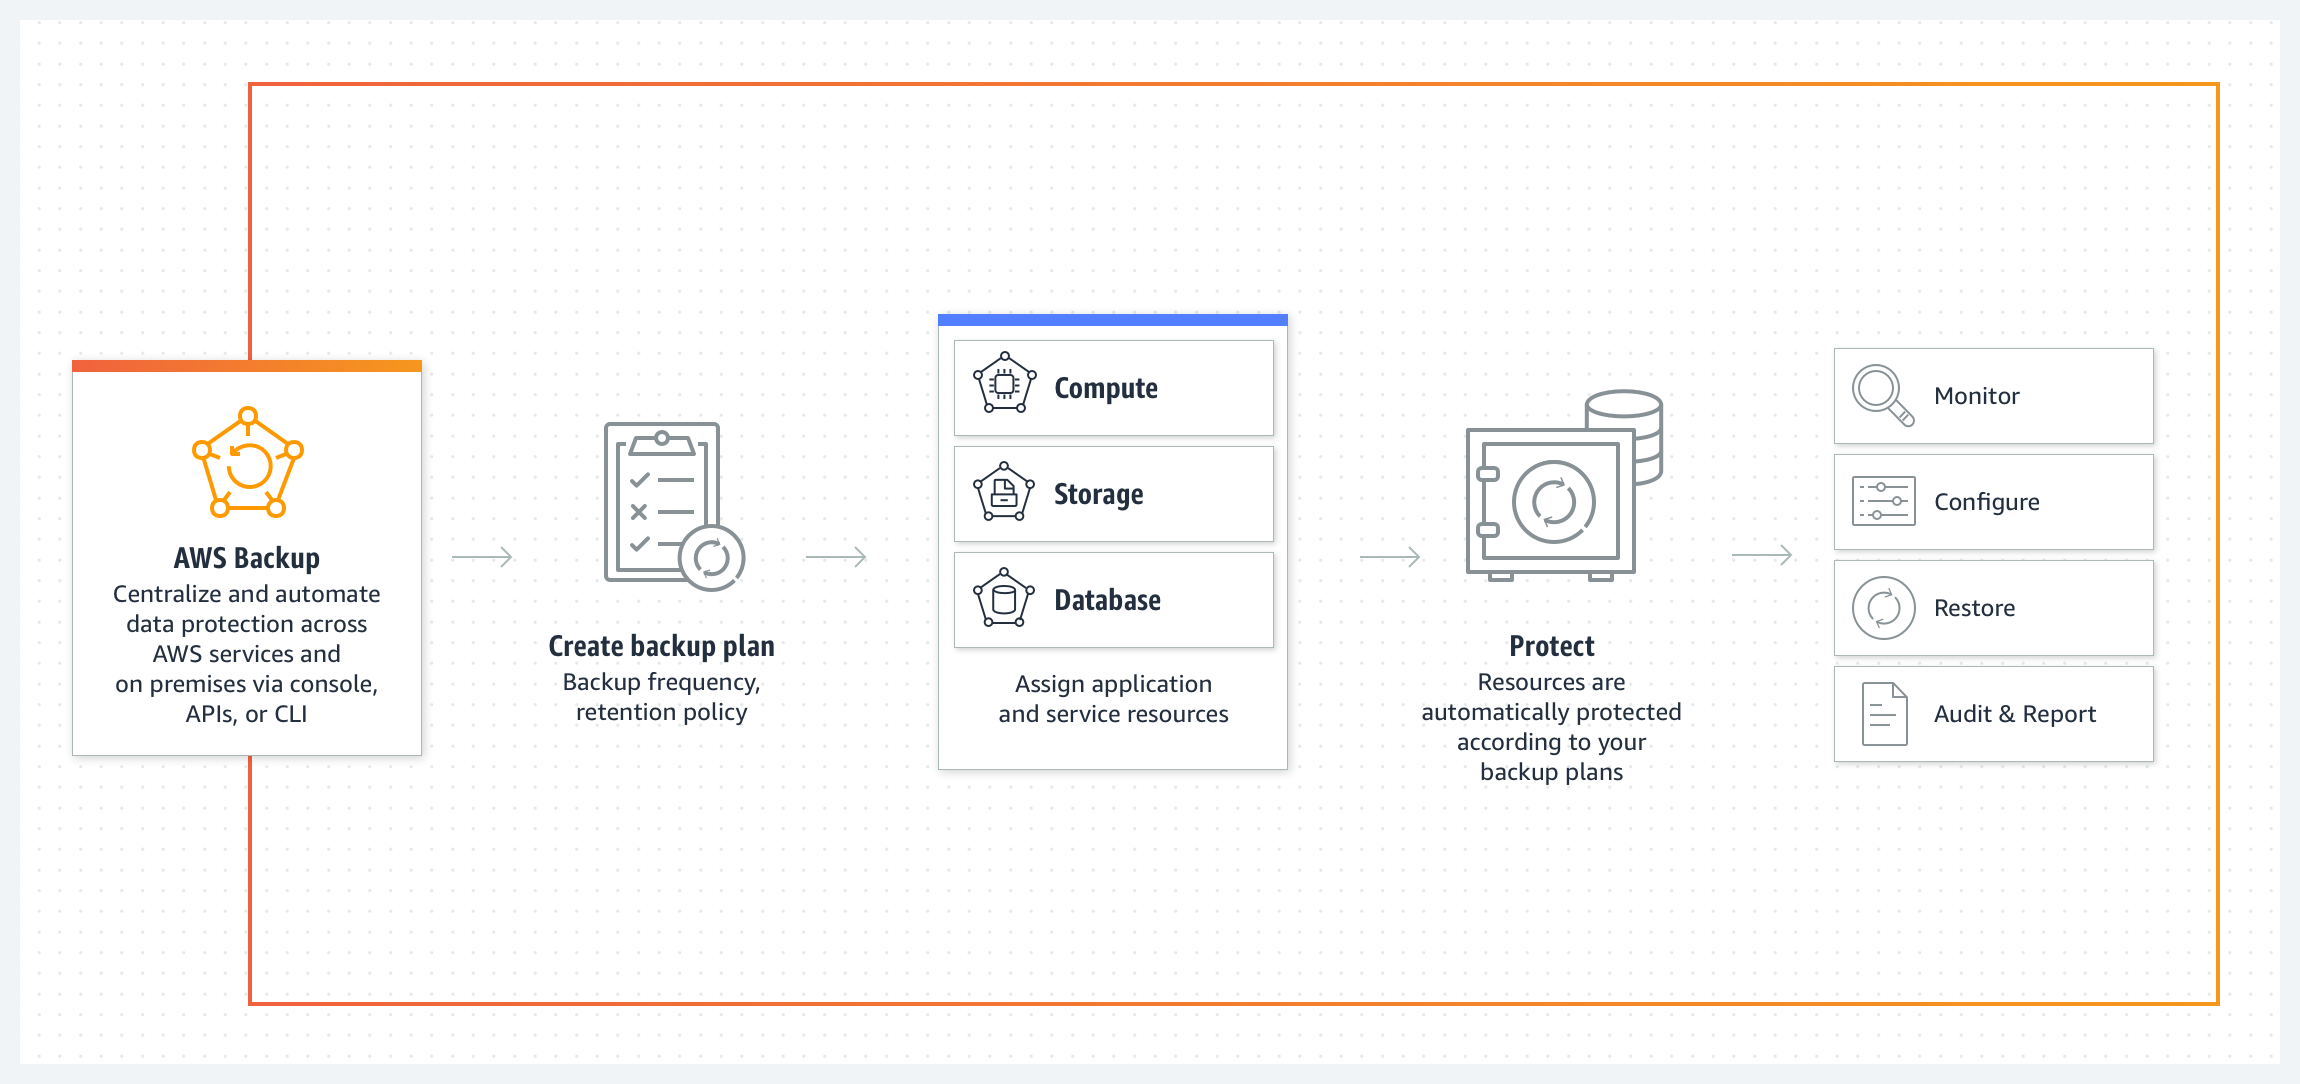 AWS Backup
Centralize and automate
data protection across
AWS services and
on premises via console,
APIs, or CLI
Create backup plan
Backup frequency,
retention policy
Compute
Storage
Database
Assign application
and service resources
Protect
Resources are
automatically protected
according to your
backup plans
Monitor
Configure
Restore
Audit & Report